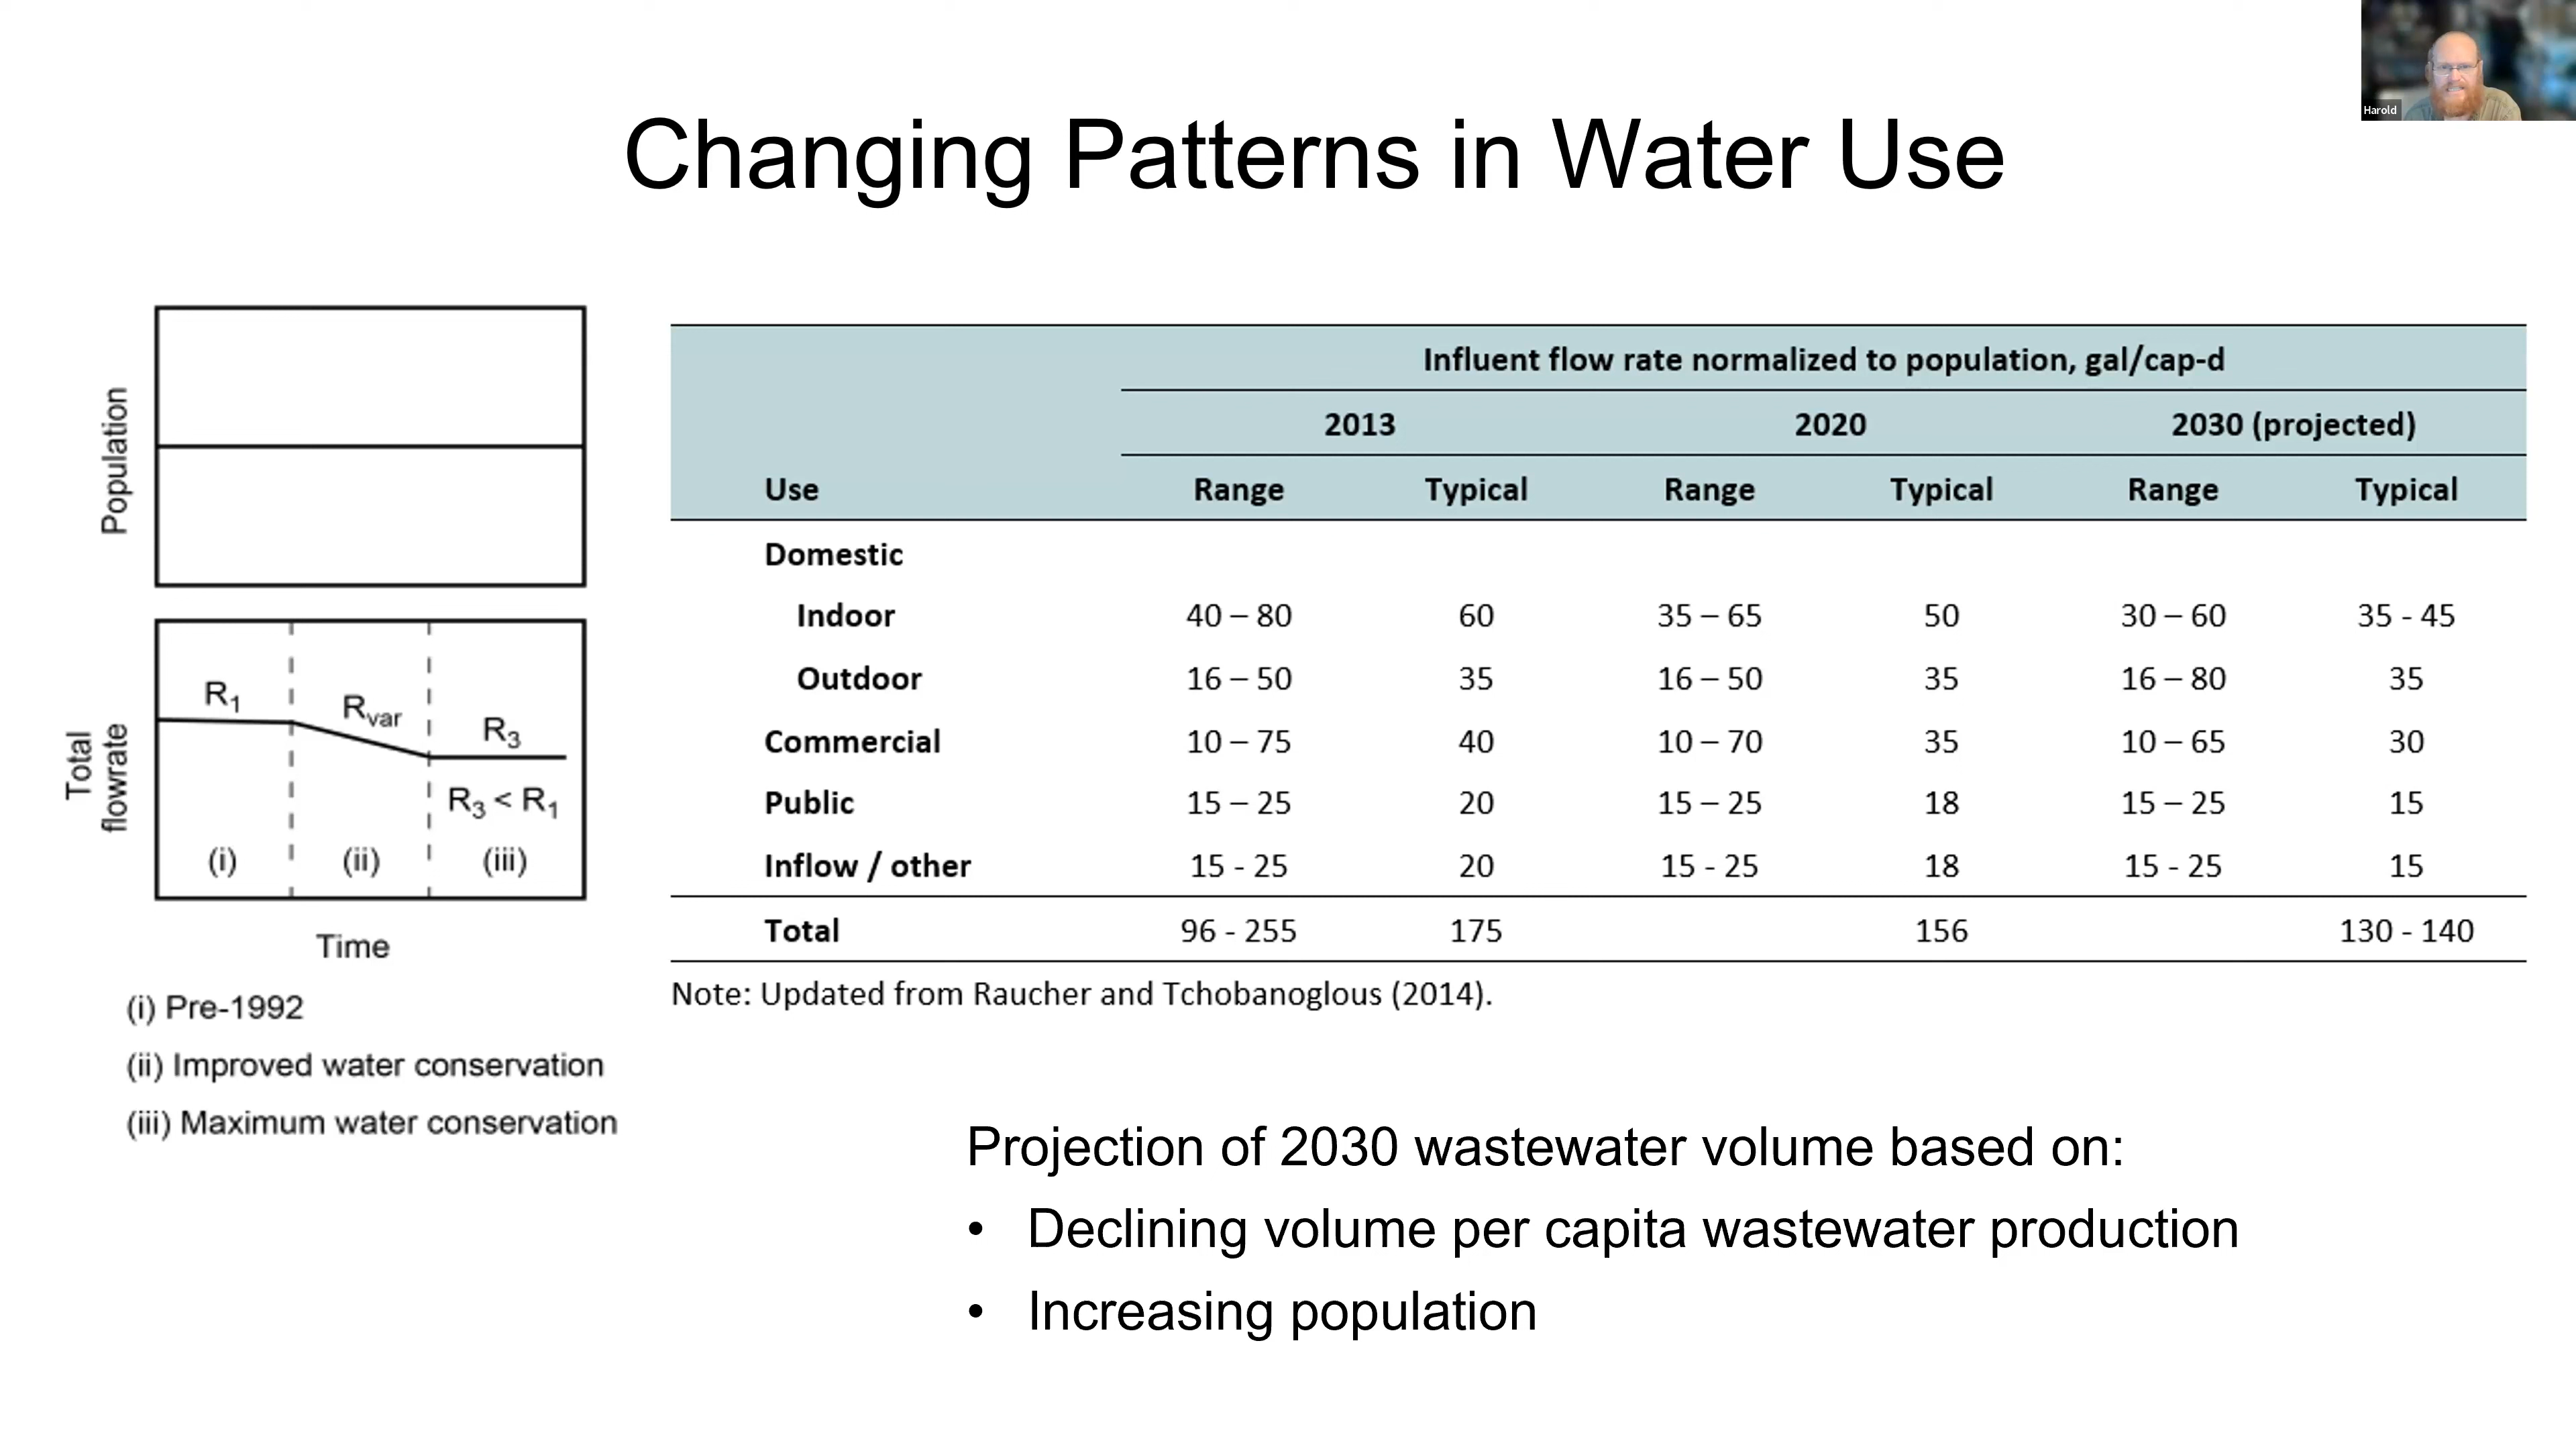 Harold
Changing Patterns in Water Use
Population
Total
flowrate
R1
Rvar
R3
R3 < R1
(i) (ii) (iii)
Time
(i) Pre-1992
(ii) Improved water conservation
(iii) Maximum water conservation
Influent flow rate normalized to population, gal/cap-d
2013 2020 2030 (projected)
Use Range Typical Range Typical Range Typical
Domestic
Indoor 40 – 80 60 35 – 65 50 30 – 60 35 - 45
Outdoor 16 – 50 35 16 – 50 35 16 – 80 35
Commercial 10 – 75 40 10 – 70 35 10 – 65 30
Public 15 – 25 20 15 – 25 18 15 – 25 15
Inflow / other 15 - 25 20 15 - 25 18 15 - 25 15
Total 96 - 255 175 156 130 - 140
Note: Updated from Raucher and Tchobanoglous (2014).
Projection of 2030 wastewater volume based on:
• Declining volume per capita wastewater production
• Increasing population